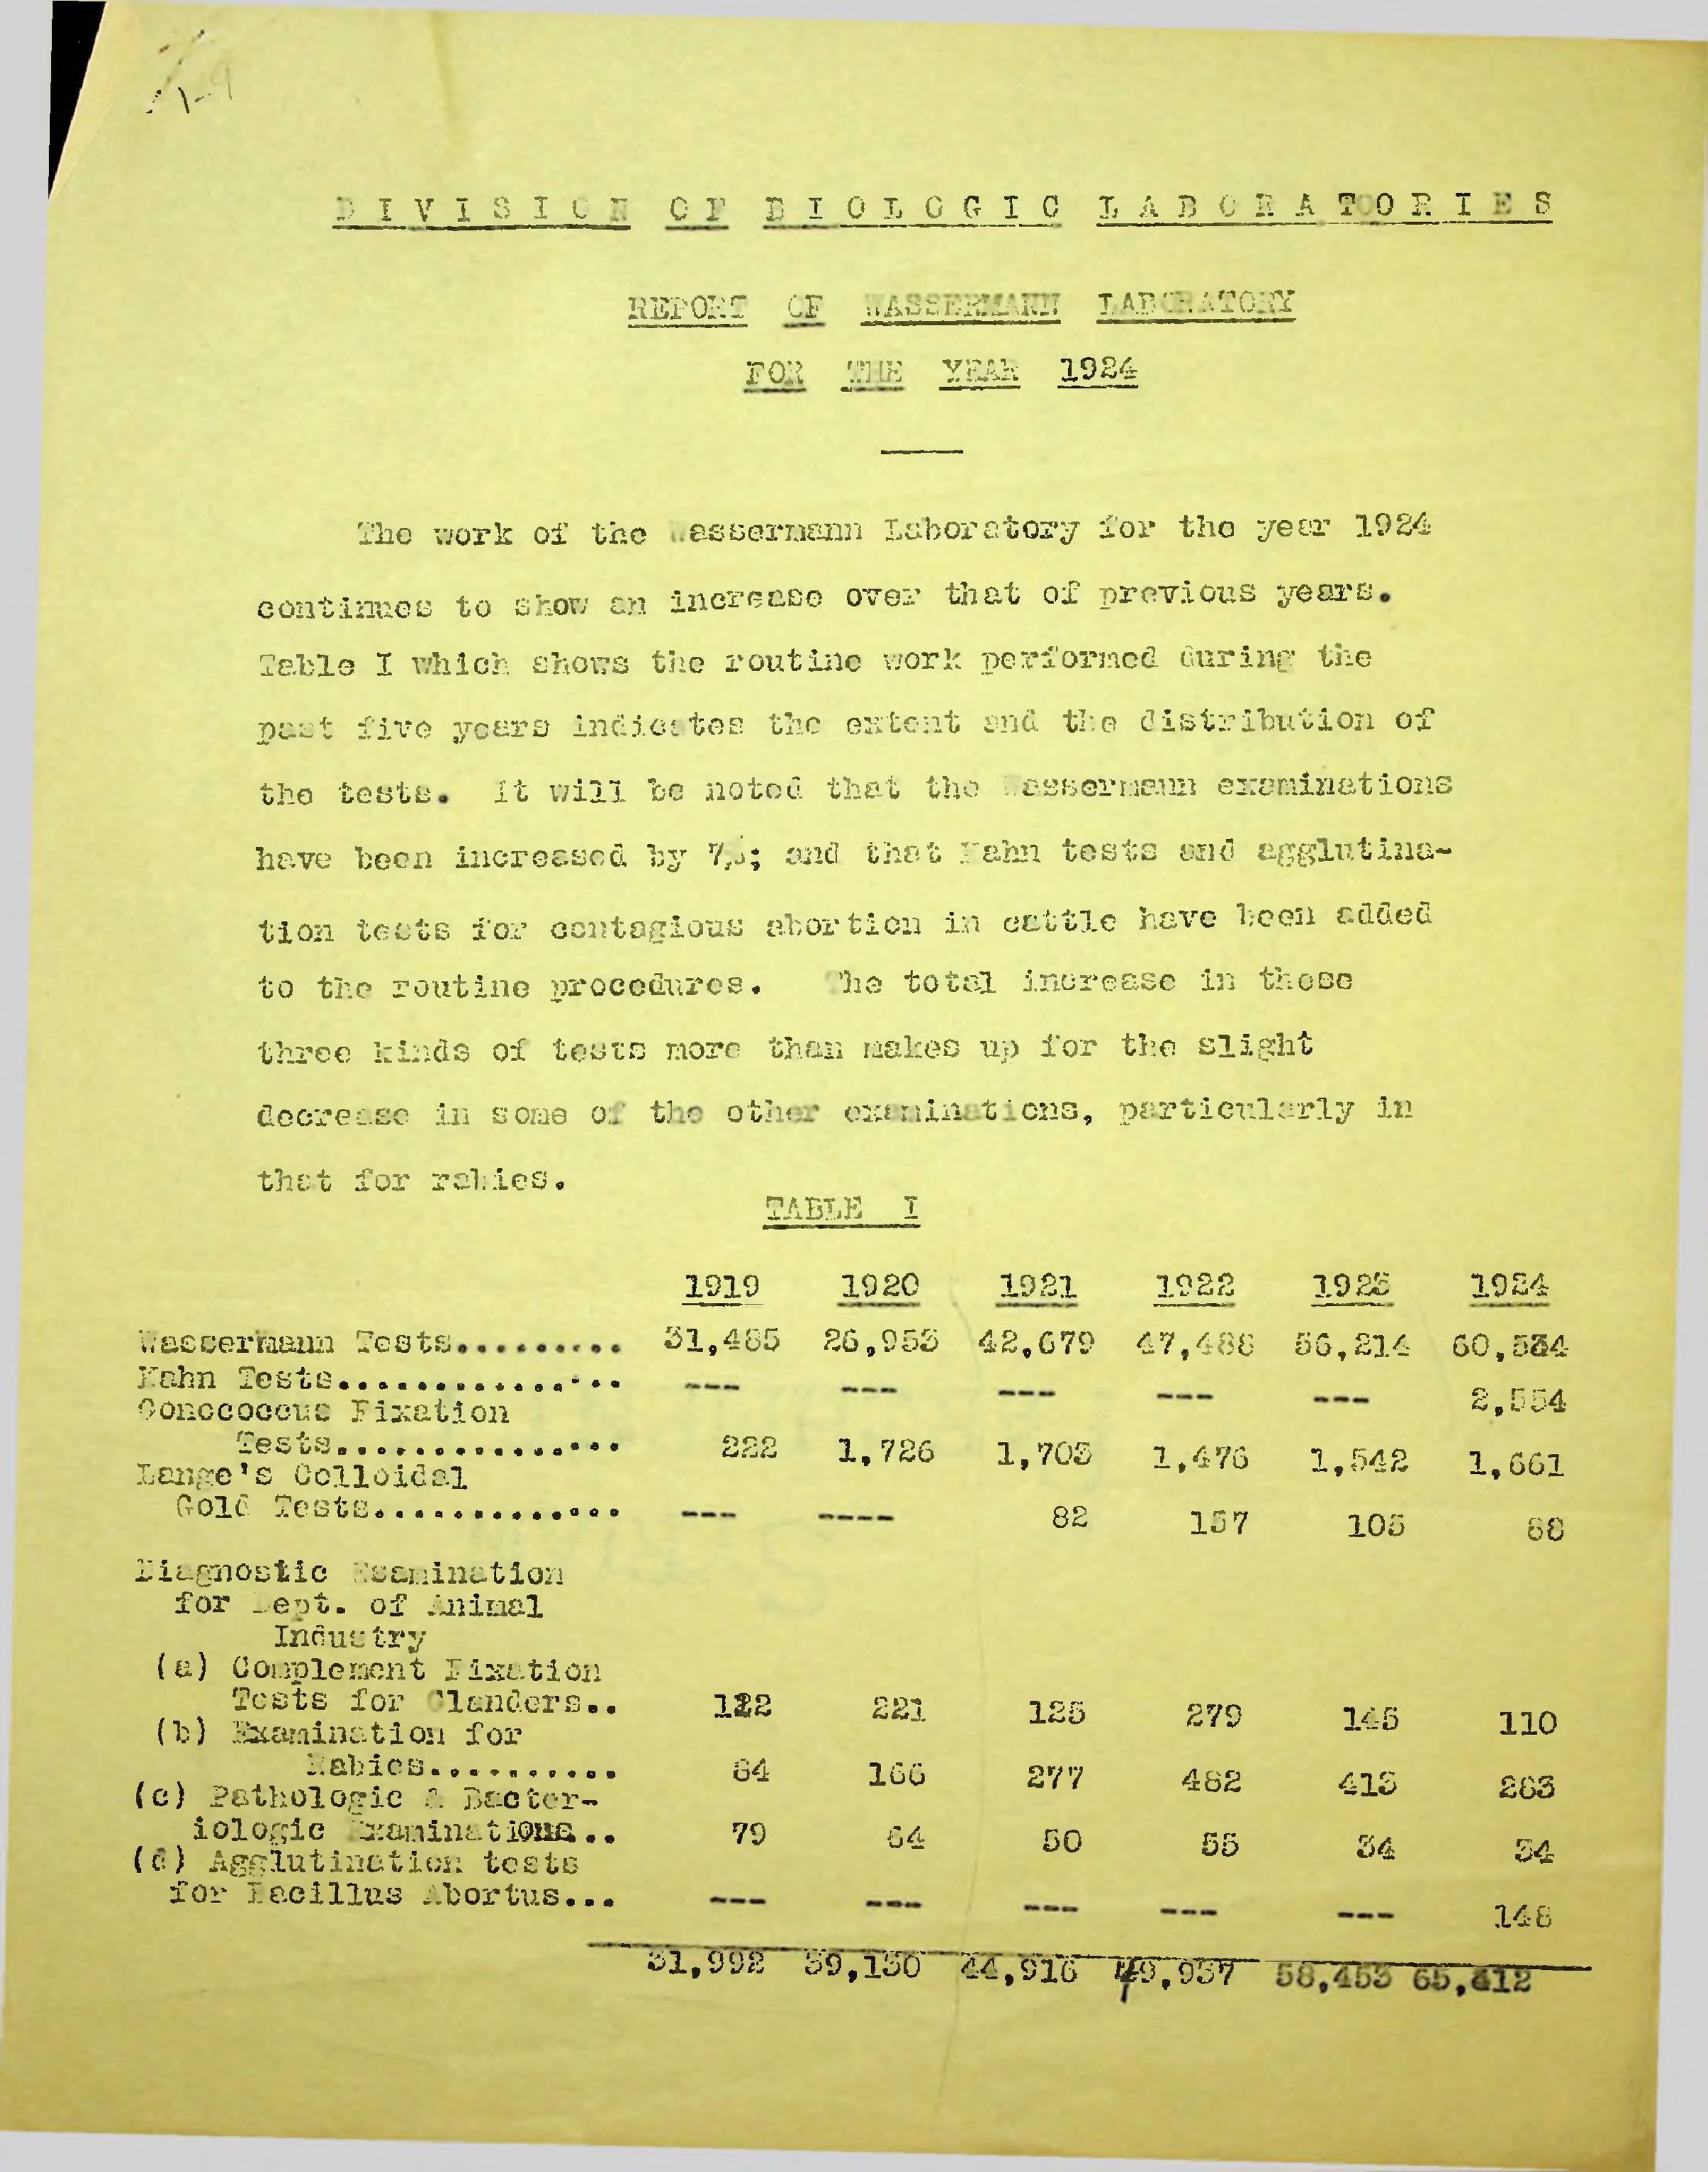 DIVISION OF BIOLOGIC LABORATORIES
REPORT OF WASSERMANN LABORATORY
FOR THE YEAR 1924
The work of the Wassermann Laboratory for the year 1924
continues to show an increase over that of previous years.
Table I which shows the routine work performed during the
past five years indicates the extent and the distribution of
the tests. It will be noted that the Wassermann examinations
have been increased by 7%; and that Kahn tests and agglutina-
tion tests for contagious abortion in cattle have been added
to the routine procedures. The total increase in these
three kinds of tests more than makes up for the slight
decrease in some of the other examinations, particularly in
that for rabies.
TABLE I
1919 1920 1921 1922 1923 1924
Wassermann Tests......... 31,485 26,953 42,679 47,488 56,214 60,534
Kahn Tests............... --- --- --- --- --- 2,554
Gonococcus Fixation
Tests............... 222 1,726 1,703 1,476 1,542 1,661
Lange's Colloidal
Gold Tests............. --- ---- 82 157 105 88
Diagnostic Examination
for Dept. of Animal
Industry
(a) Complement Fixation
Tests for Glanders.. 122 221 125 279 145 110
(b) Examination for
Rabies.......... 84 166 277 482 413 283
(c) Pathologic & Bacter-
iologic Examinations.. 79 64 50 55 34 34
(d) Agglutination tests
for Bacillus Abortus... --- --- --- --- --- 148
31,992 39,130 44,916 49,937 58,453 65,412